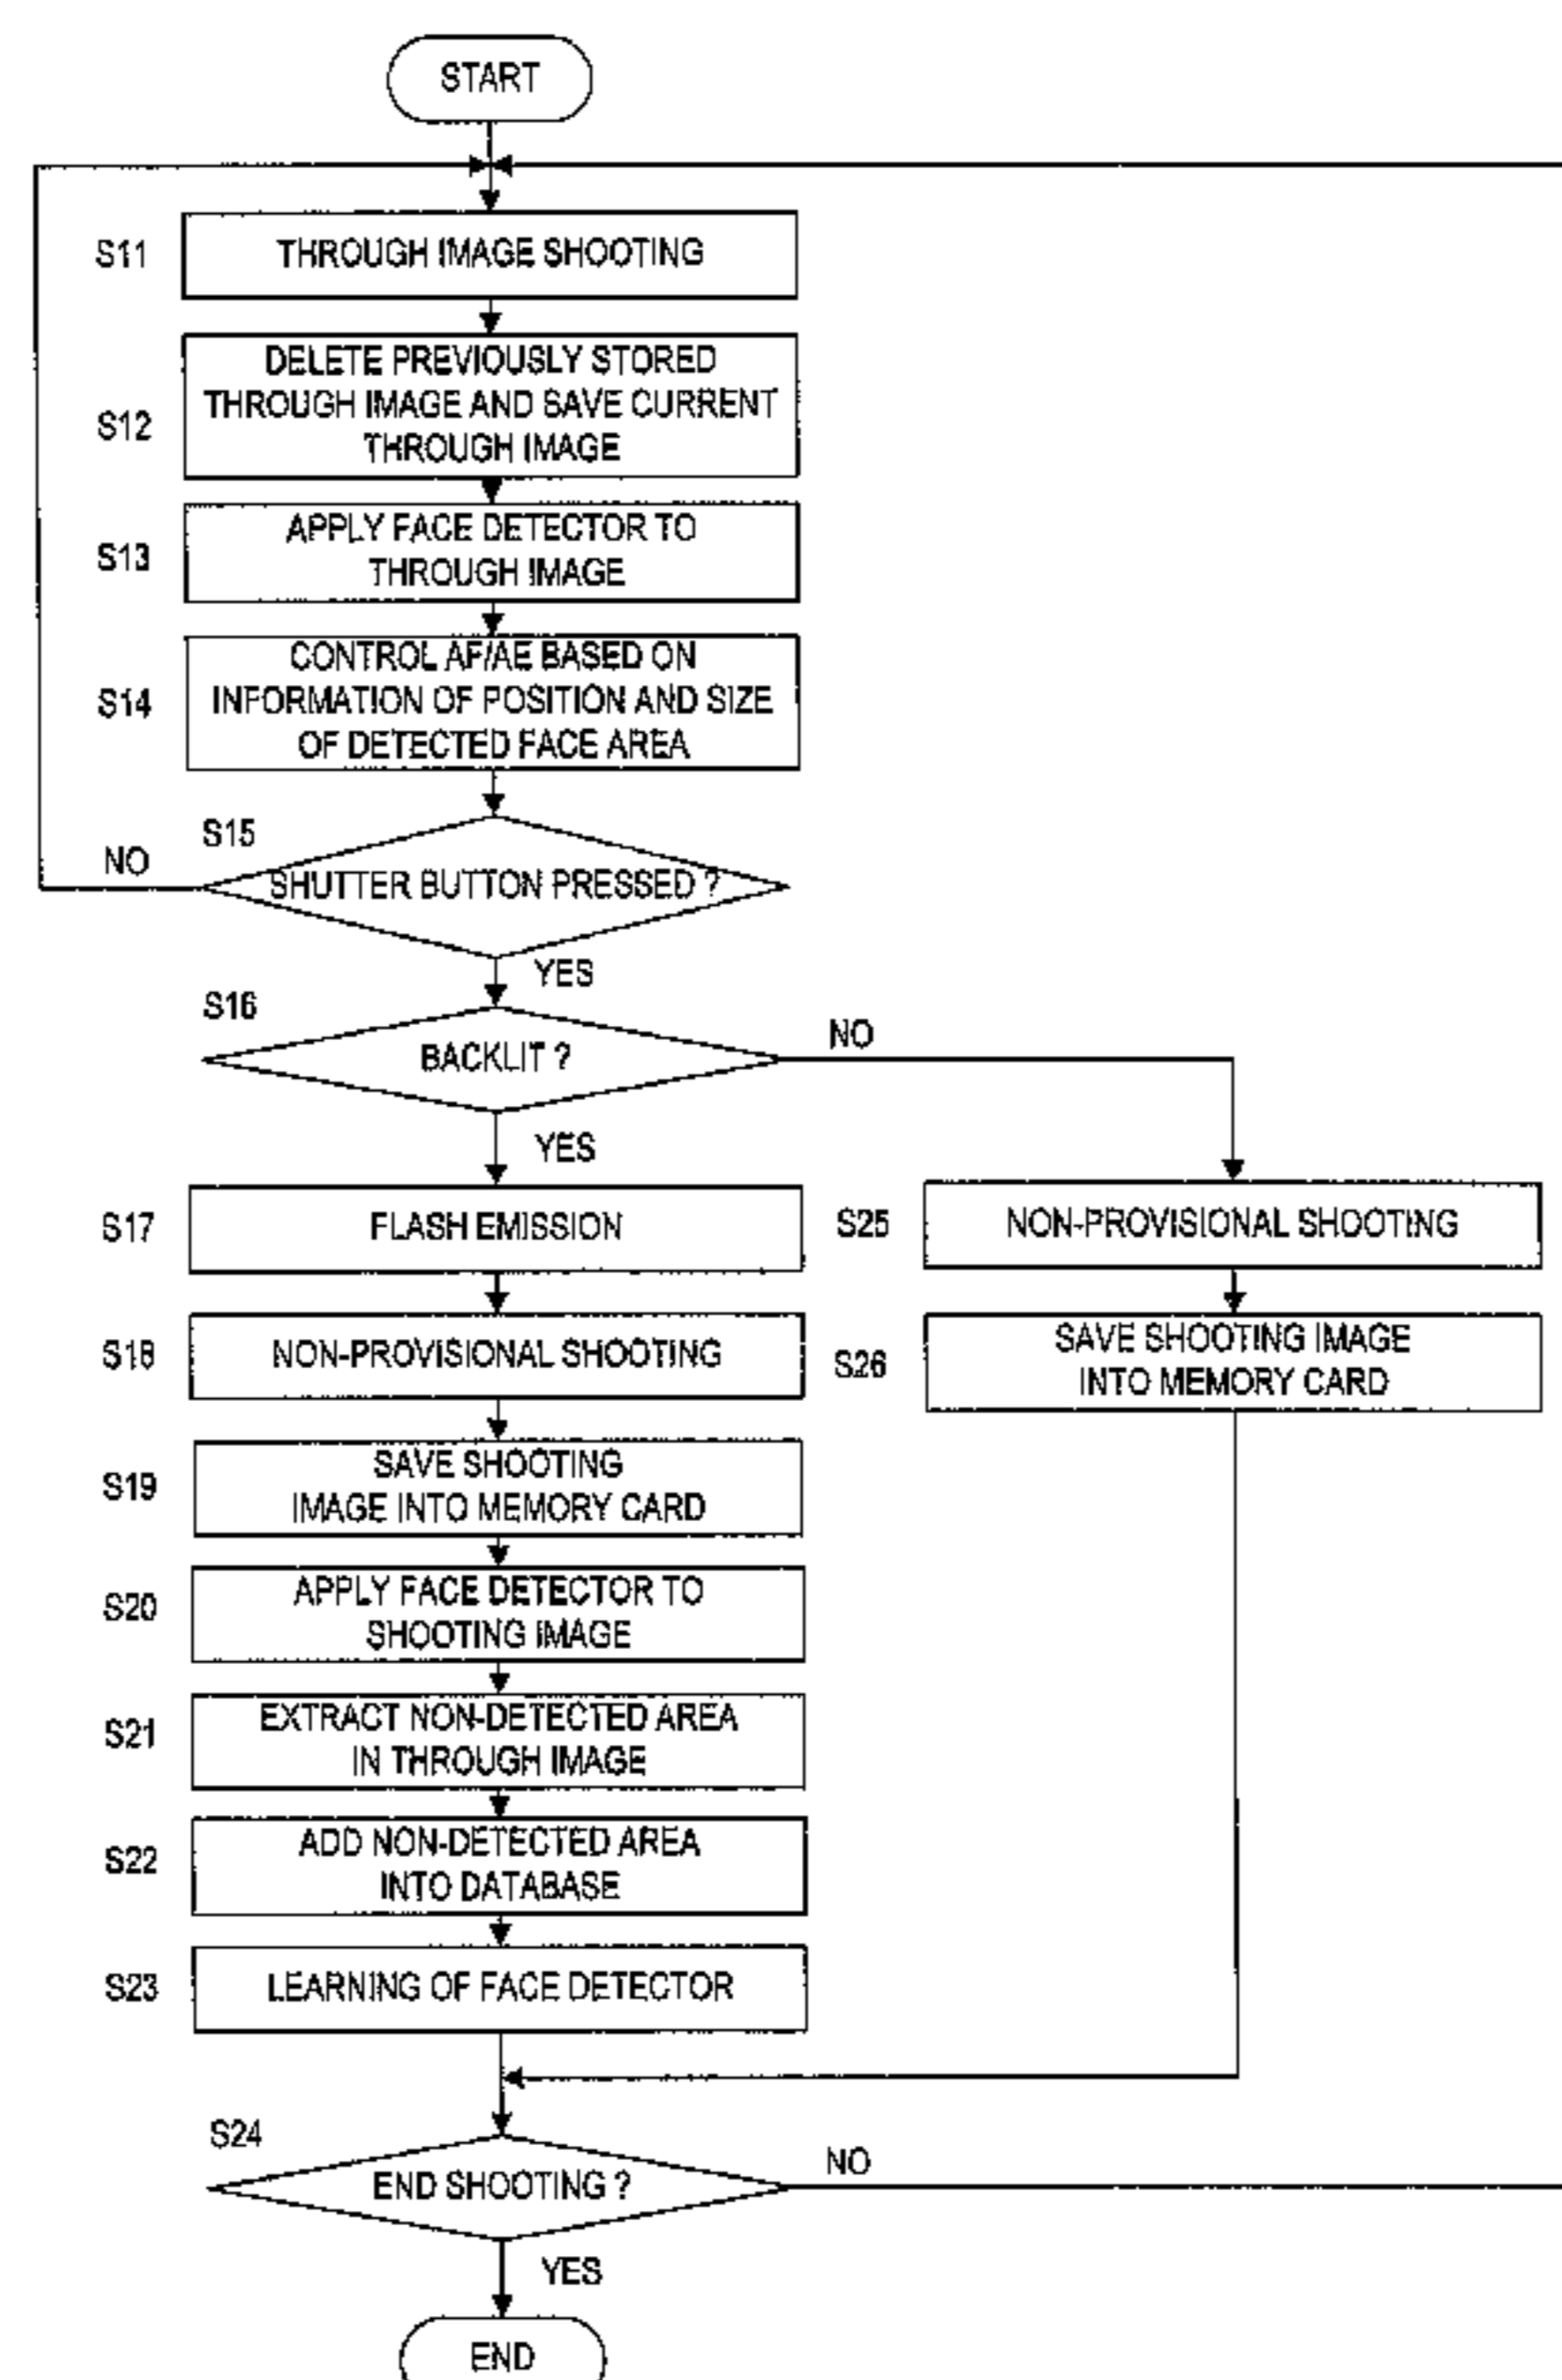 START
S11
THROUGH IMAGE SHOOTING
S12
DELETE PREVIOUSLY STORED
THROUGH IMAGE AND SAVE CURRENT
THROUGH IMAGE
S13
APPLY FACE DETECTOR TO
THROUGH IMAGE
S14
CONTROL AF/AE BASED ON
INFORMATION OF POSITION AND SIZE
OF DETECTED FACE AREA
S15
NO
SHUTTER BUTTON PRESSED ?
YES
S16
BACKLIT ?
NO
YES
S17
FLASH EMISSION
S25
NON-PROVISIONAL SHOOTING
S18
NON-PROVISIONAL SHOOTING
S26
SAVE SHOOTING IMAGE
INTO MEMORY CARD
S19
SAVE SHOOTING
IMAGE INTO MEMORY CARD
S20
APPLY FACE DETECTOR TO
SHOOTING IMAGE
S21
EXTRACT NON-DETECTED AREA
IN THROUGH IMAGE
S22
ADD NON-DETECTED AREA
INTO DATABASE
S23
LEARNING OF FACE DETECTOR
S24
END SHOOTING ?
NO
YES
END